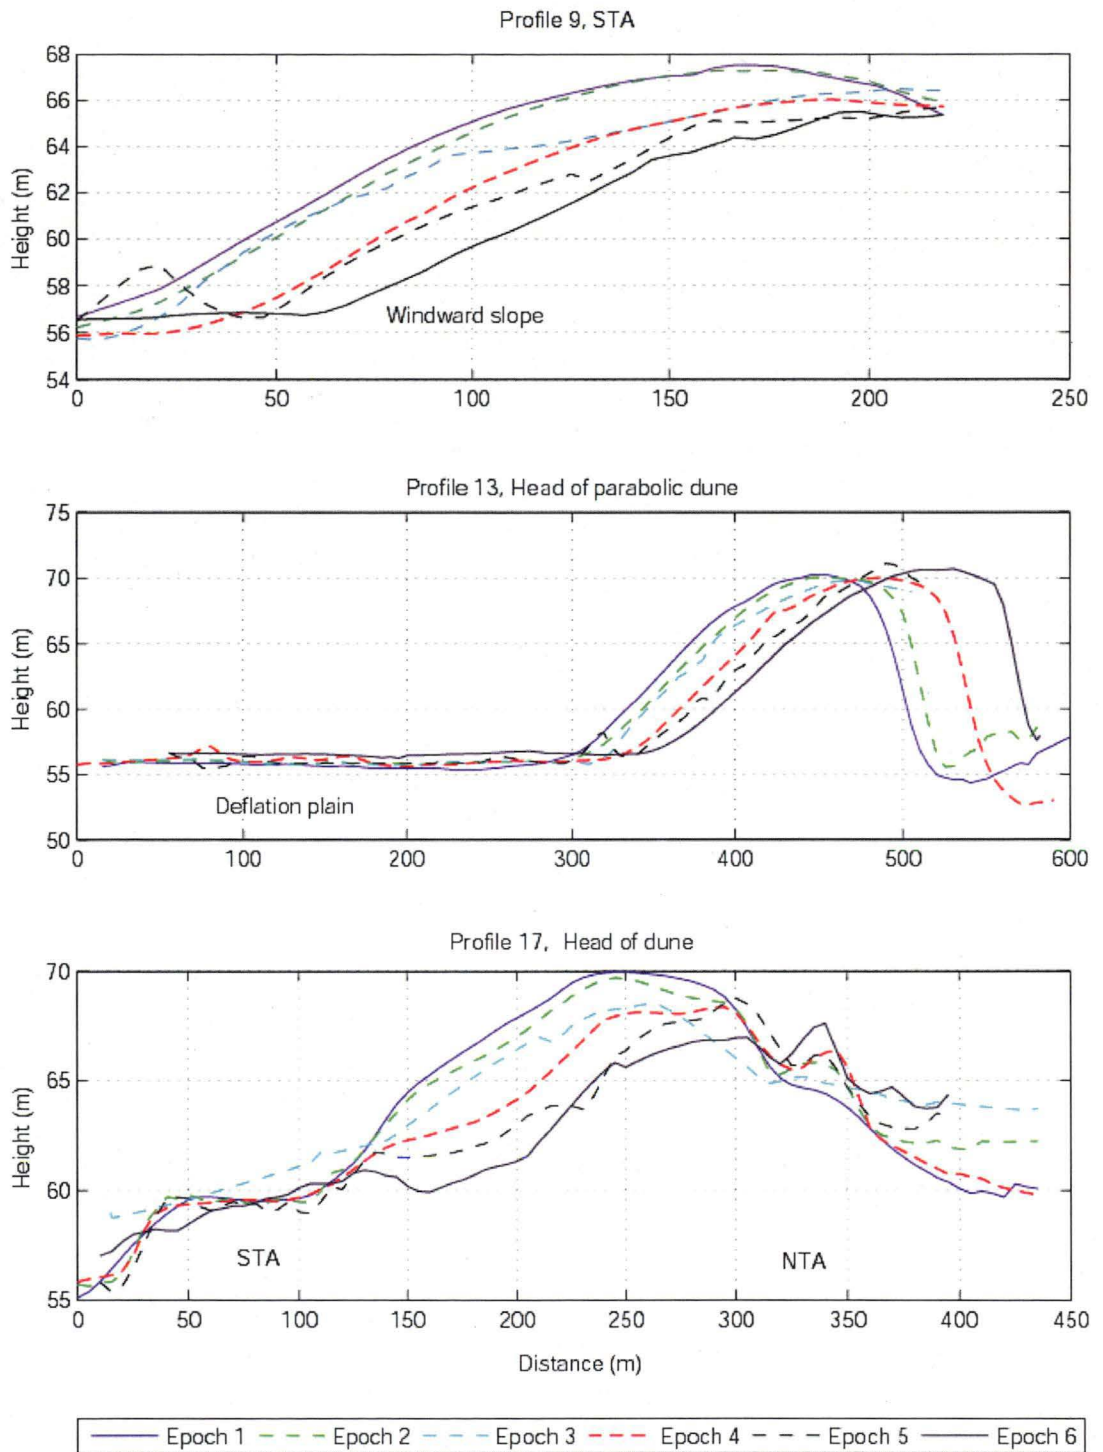 Profile 9, STA
68
66
64
62
60
58
56
54
Height (m)
Windward slope
0 50 100 150 200 250
Profile 13, Head of parabolic dune
75
70
65
60
55
50
Height (m)
Deflation plain
0 100 200 300 400 500 600
Profile 17, Head of dune
70
65
60
55
Height (m)
STA NTA
0 50 100 150 200 250 300 350 400 450
Distance (m)
Epoch 1 Epoch 2 Epoch 3 Epoch 4 Epoch 5 Epoch 6